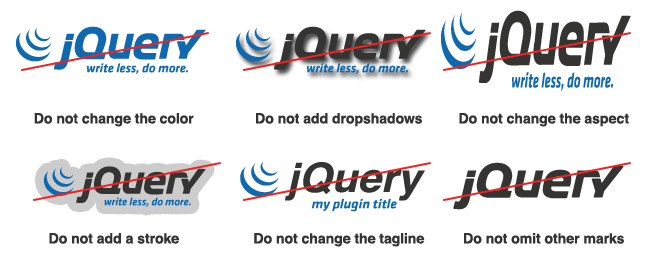 jQuery
write less, do more.
Do not change the color
jQuery
write less, do more.
Do not add dropshadows
jQuery
write less, do more.
Do not change the aspect
jQuery
write less, do more.
Do not add a stroke
jQuery
my plugin title
Do not change the tagline
jQuery
Do not omit other marks